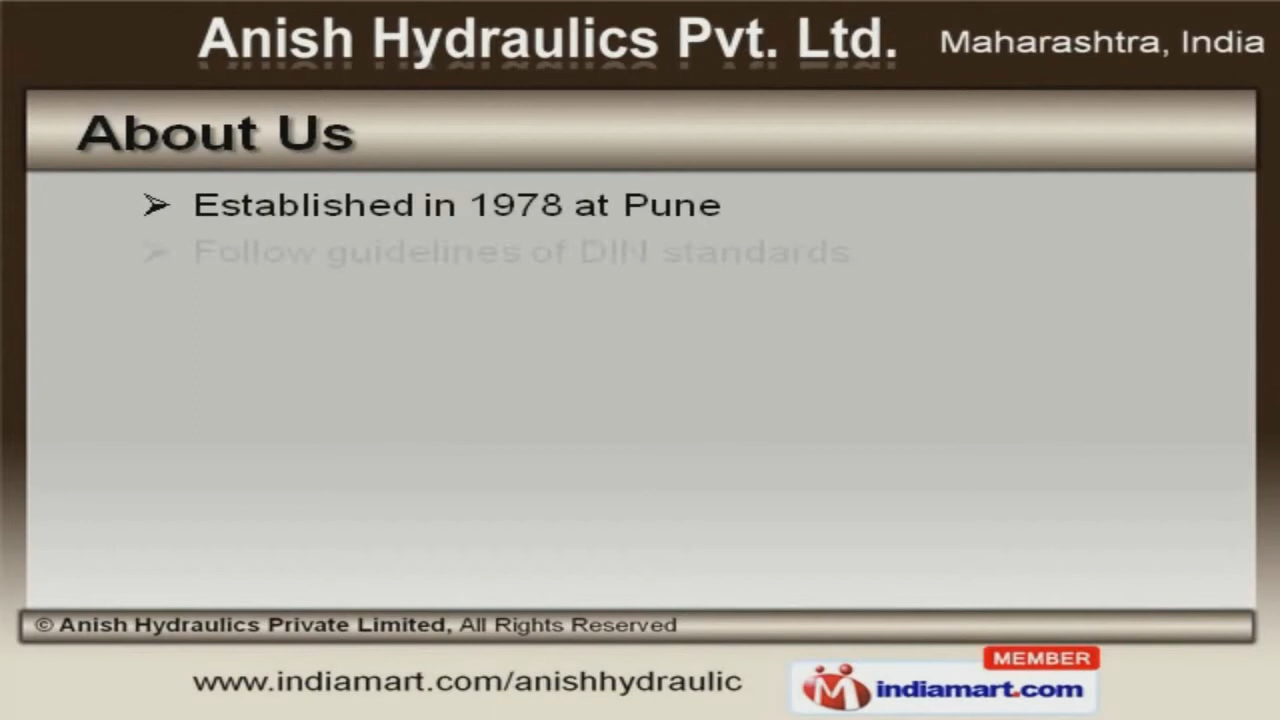 Anish Hydraulics Pvt. Ltd. Maharashtra, India
About Us
➢ Established in 1978 at Pune
➢ Follow guidelines of DIN standards
© Anish Hydraulics Private Limited, All Rights Reserved
MEMBER
www.indiamart.com/anishhydraulic
indiamart.com